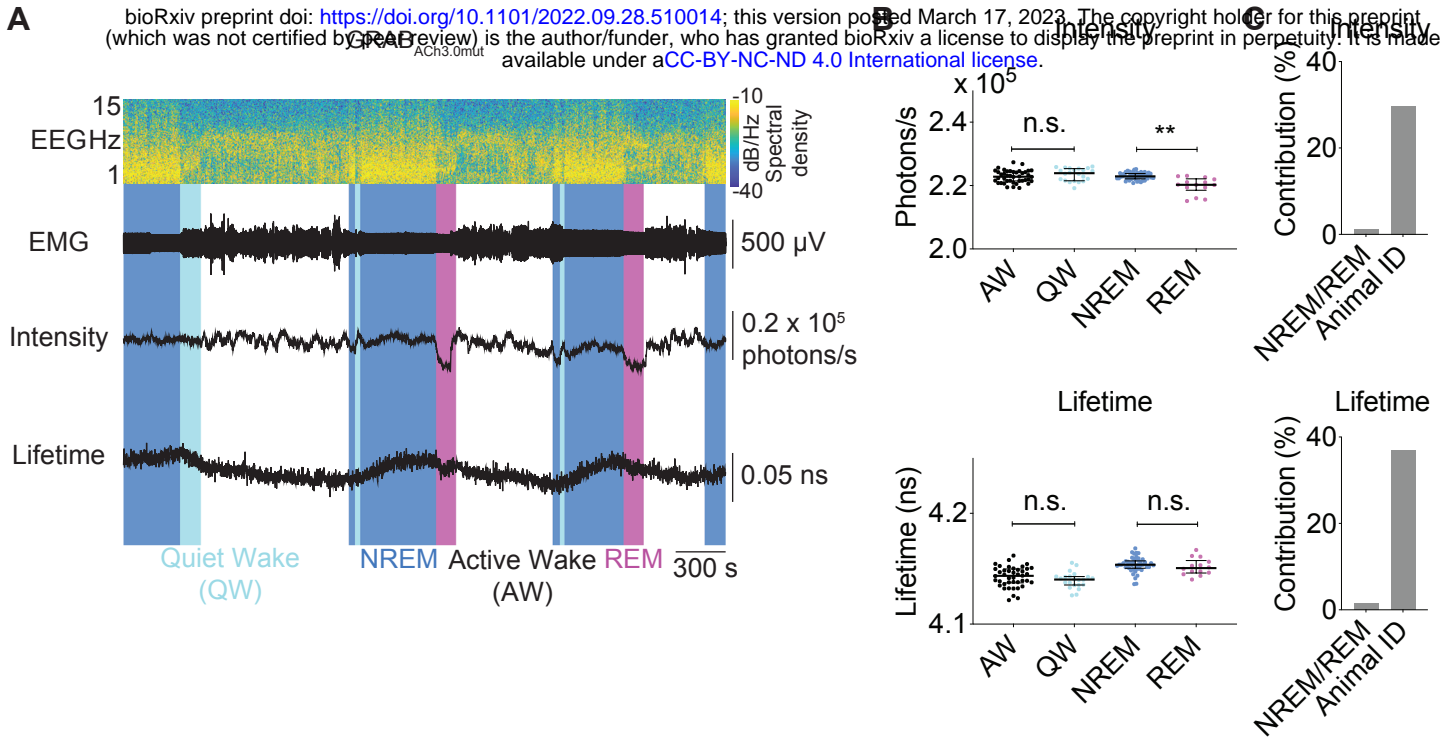 bioRxiv preprint doi: https://doi.org/10.1101/2022.09.28.510014; this version posted March 17, 2023. The copyright holder for this preprint
(which was not certified by peer review) is the author/funder, who has granted bioRxiv a license to display the preprint in perpetuity. It is made
available under aCC-BY-NC-ND 4.0 International license.
A
GRAB_ACh3.0mut
15
EEG Hz
1
-10
-40
dB/Hz
Spectral
density
EMG
500 µV
Intensity
0.2 x 10⁵
photons/s
Lifetime
0.05 ns
Quiet Wake
(QW)
NREM
Active Wake
(AW)
REM
300 s
B
Intensity
x 10⁵
Photons/s
2.4
2.2
2.0
n.s.
**
AW
QW
NREM
REM
Lifetime
Lifetime (ns)
4.2
4.1
n.s.
n.s.
AW
QW
NREM
REM
C
Intensity
Contribution (%)
40
20
0
NREM/REM
Animal ID
Lifetime
Contribution (%)
40
20
0
NREM/REM
Animal ID